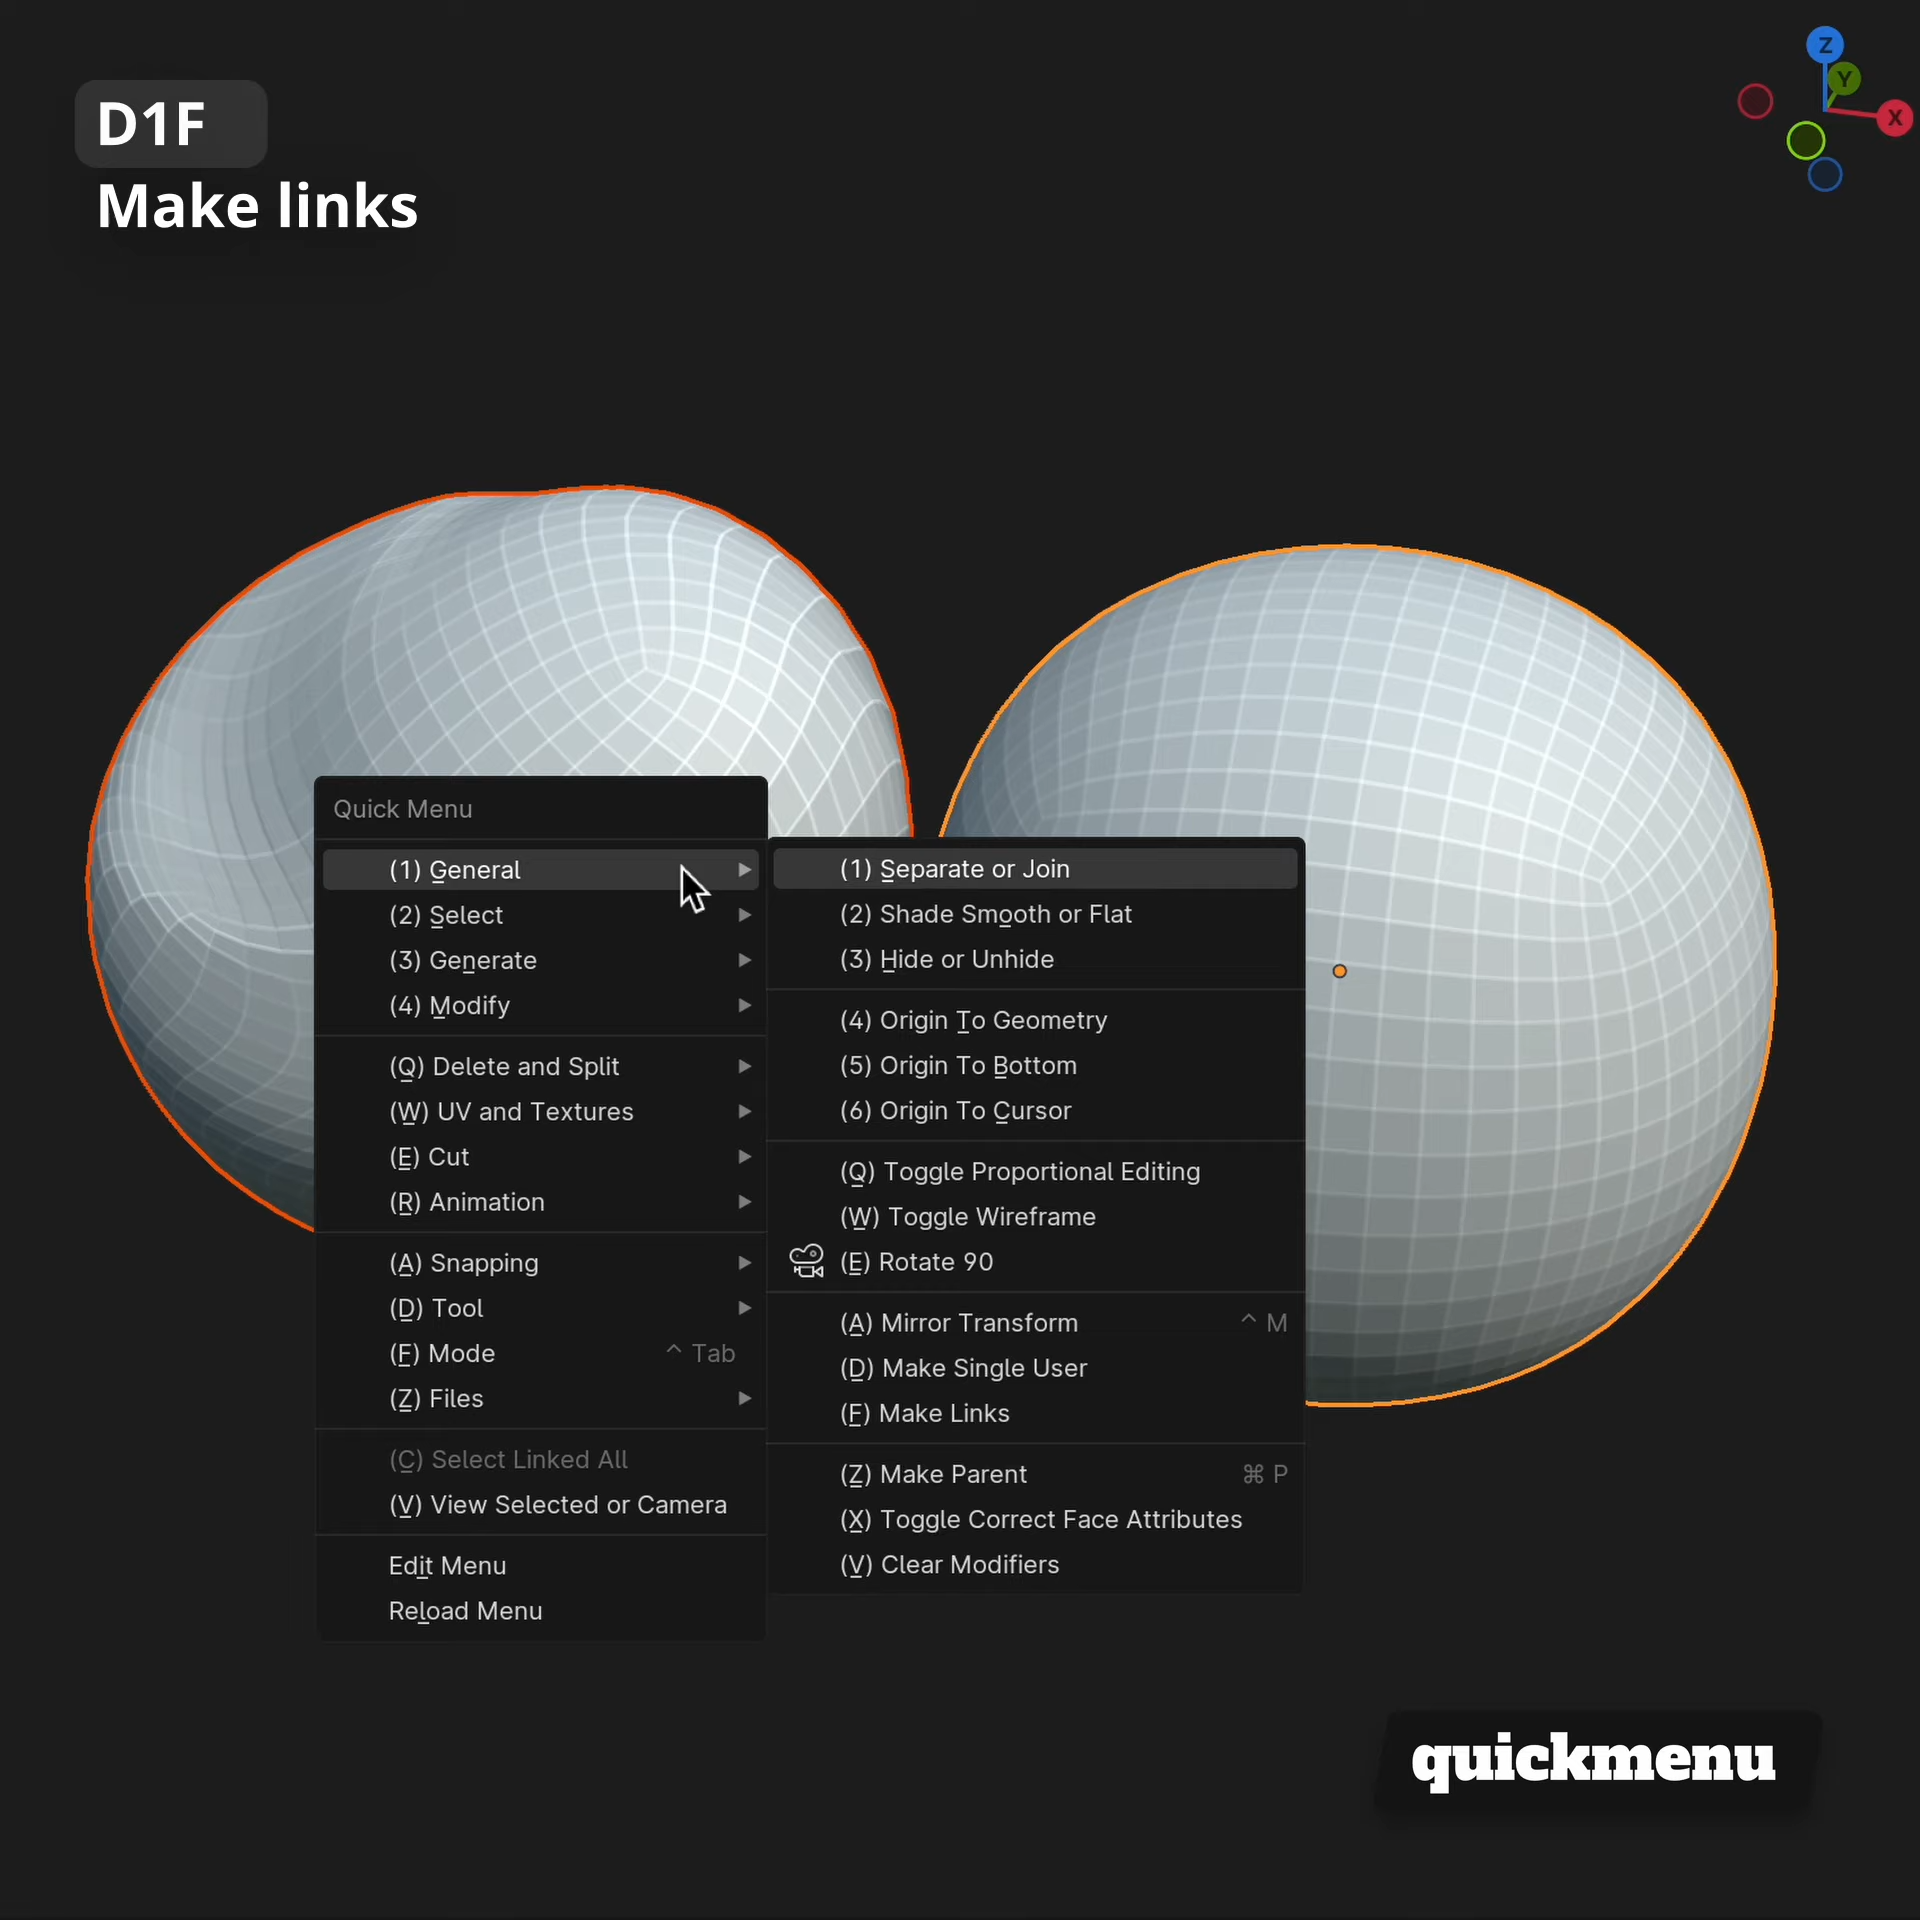 D1F
Make links
Z
Y
X
Quick Menu
(1) General
(2) Select
(3) Generate
(4) Modify
(Q) Delete and Split
(W) UV and Textures
(E) Cut
(R) Animation
(A) Snapping
(D) Tool
(F) Mode ^ Tab
(Z) Files
(C) Select Linked All
(V) View Selected or Camera
Edit Menu
Reload Menu
(1) Separate or Join
(2) Shade Smooth or Flat
(3) Hide or Unhide
(4) Origin To Geometry
(5) Origin To Bottom
(6) Origin To Cursor
(Q) Toggle Proportional Editing
(W) Toggle Wireframe
(E) Rotate 90
(A) Mirror Transform ^ M
(D) Make Single User
(F) Make Links
(Z) Make Parent ⌘ P
(X) Toggle Correct Face Attributes
(V) Clear Modifiers
quickmenu